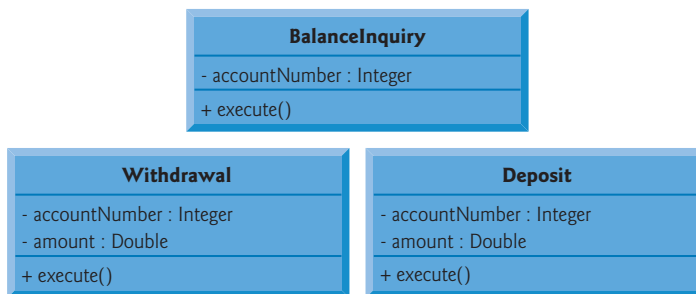 BalanceInquiry
- accountNumber : Integer
+ execute()
Withdrawal
- accountNumber : Integer
- amount : Double
+ execute()
Deposit
- accountNumber : Integer
- amount : Double
+ execute()